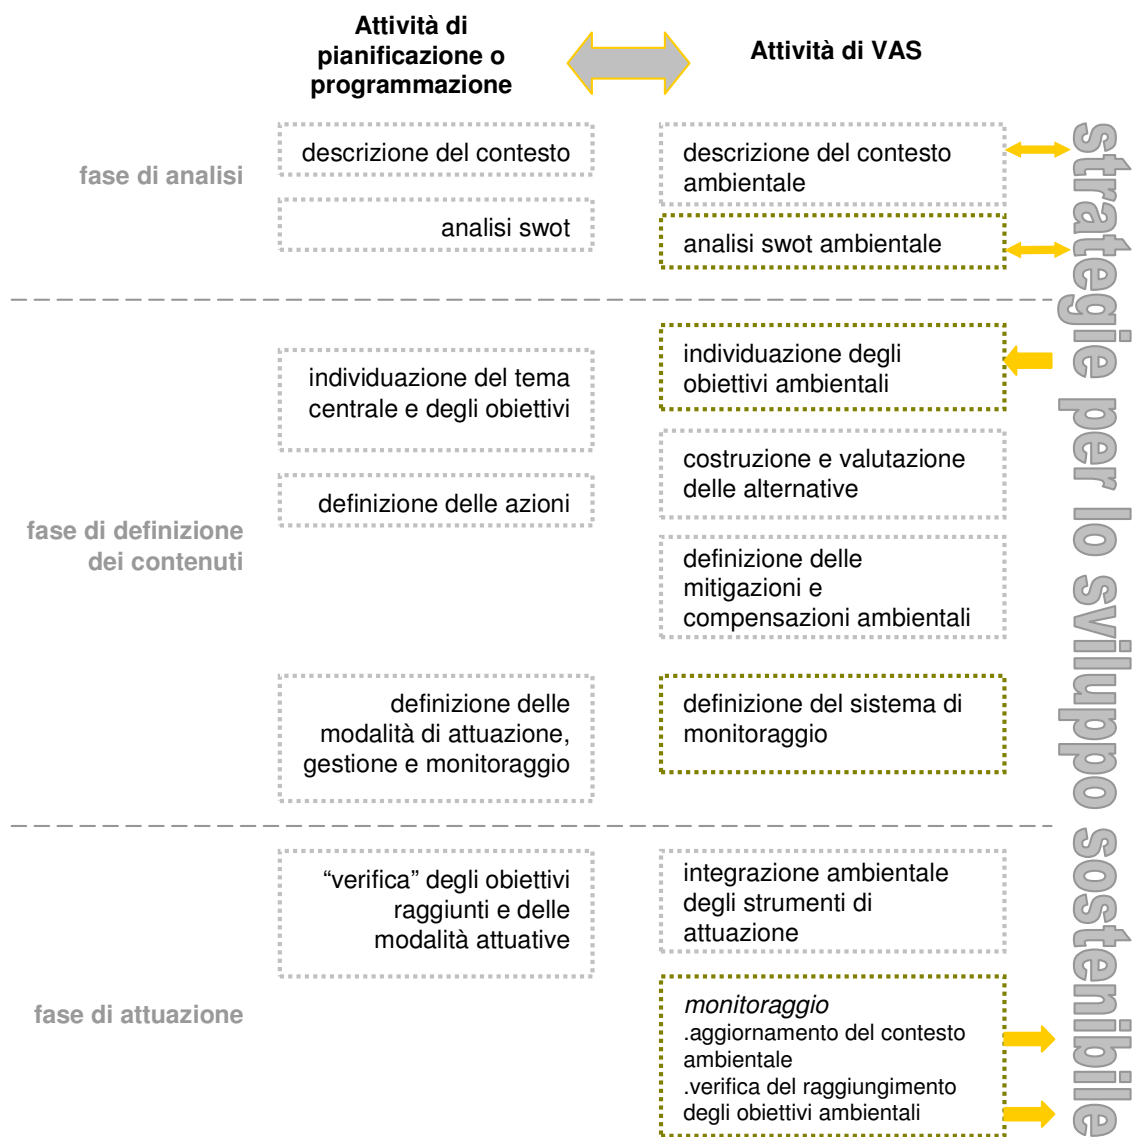 Attività di
pianificazione o
programmazione
Attività di VAS
fase di analisi
descrizione del contesto
analisi swot
descrizione del contesto
ambientale
analisi swot ambientale
fase di definizione
dei contenuti
individuazione del tema
centrale e degli obiettivi
definizione delle azioni
definizione delle
modalità di attuazione,
gestione e monitoraggio
individuazione degli
obiettivi ambientali
costruzione e valutazione
delle alternative
definizione delle
mitigazioni e
compensazioni ambientali
definizione del sistema di
monitoraggio
fase di attuazione
“verifica” degli obiettivi
raggiunti e delle
modalità attuative
integrazione ambientale
degli strumenti di
attuazione
monitoraggio
.aggiornamento del contesto
ambientale
.verifica del raggiungimento
degli obiettivi ambientali
strategie per lo sviluppo sostenibile